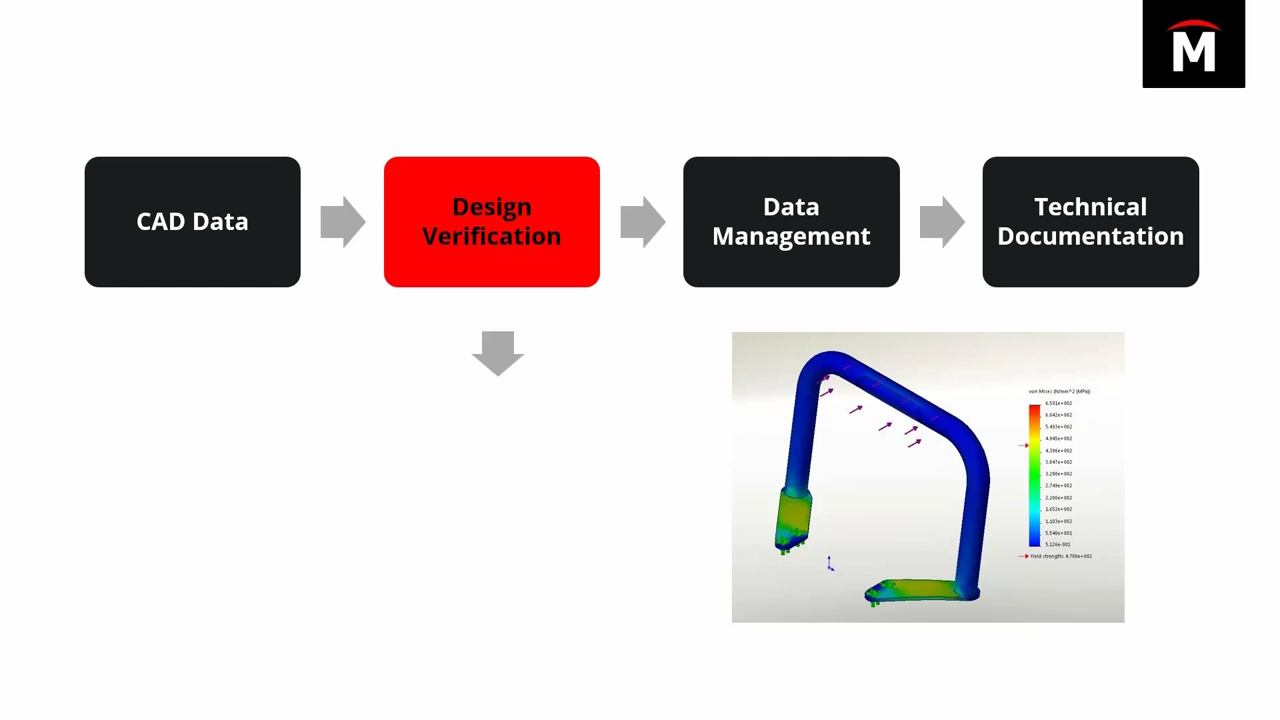 M
CAD Data
Design
Verification
Data
Management
Technical
Documentation
von Mises (N/mm^2 (MPa))
6.591e+002
6.042e+002
5.493e+002
4.945e+002
4.396e+002
3.847e+002
3.298e+002
2.749e+002
2.200e+002
1.652e+002
1.103e+002
5.540e+001
5.126e-001
Yield strength: 4.700e+002